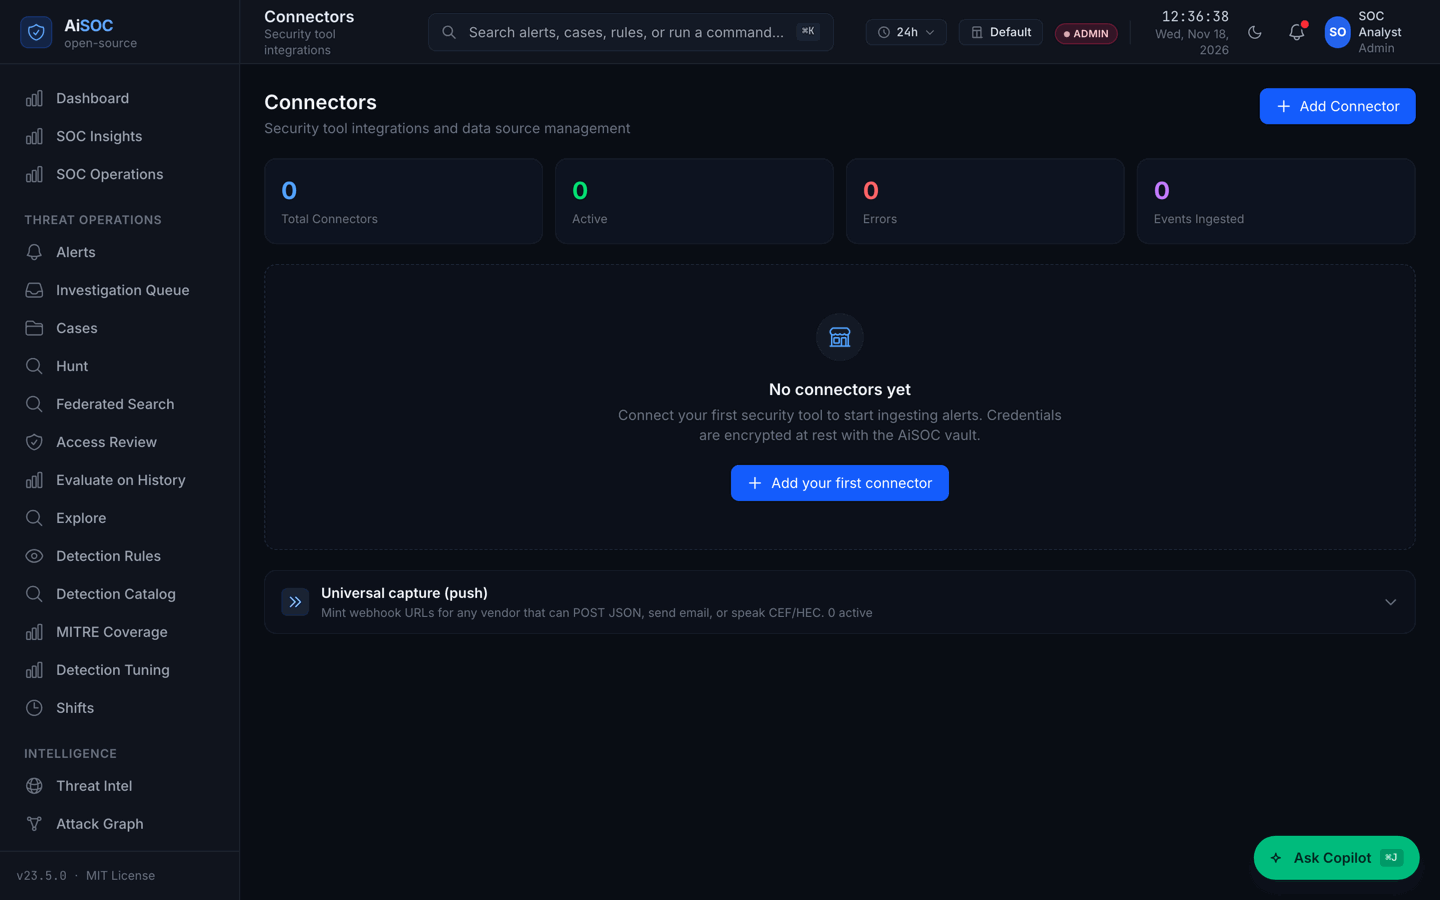 AiSOC
open-source
Connectors
Security tool
integrations
Search alerts, cases, rules, or run a command...
⌘K
24h
Default
ADMIN
12:36:38
Wed, Nov 18,
2026
SO
SOC
Analyst
Admin
Dashboard
SOC Insights
SOC Operations
THREAT OPERATIONS
Alerts
Investigation Queue
Cases
Hunt
Federated Search
Access Review
Evaluate on History
Explore
Detection Rules
Detection Catalog
MITRE Coverage
Detection Tuning
Shifts
INTELLIGENCE
Threat Intel
Attack Graph
v23.5.0 · MIT License
Connectors
Security tool integrations and data source management
Add Connector
0
Total Connectors
0
Active
0
Errors
0
Events Ingested
No connectors yet
Connect your first security tool to start ingesting alerts. Credentials
are encrypted at rest with the AiSOC vault.
Add your first connector
Universal capture (push)
Mint webhook URLs for any vendor that can POST JSON, send email, or speak CEF/HEC. 0 active
Ask Copilot
⌘J